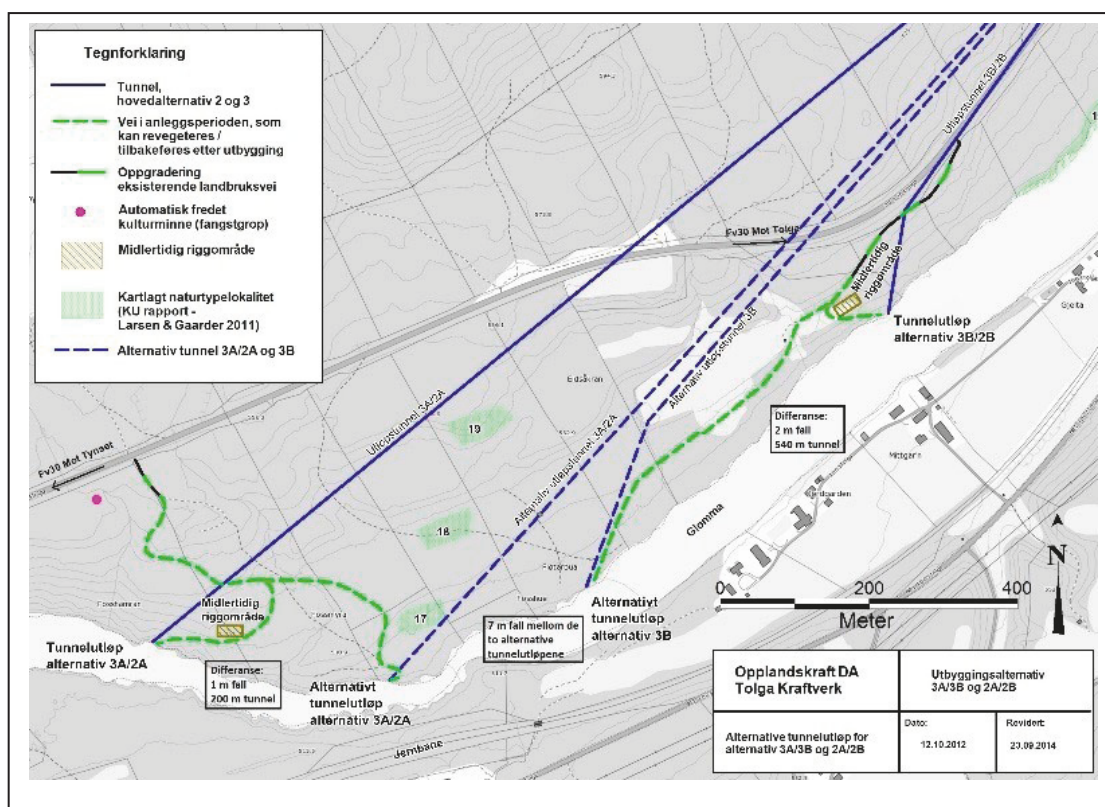 Tegnforklaring
Tunnel,
hovedalternativ 2 og 3
Vei i anleggsperioden, som
kan revegeteres /
tilbakeføres etter utbygging
Oppgradering
eksisterende landbruksvei
Automatisk fredet
kulturminne (fangstgrop)
Midlertidig riggområde
Kartlagt naturtypelokalitet
(KU rapport -
Larsen & Gaarder 2011)
Alternativ tunnel 3A/2A og 3B
Utløpstunnel 3B/2B
Fv30 Mot Tolga
Midlertidig
riggområde
Gjelta
Tunnelutløp
alternativ 3B/2B
Alternativ utløpstunnel 3B
Eidsåkran
Utløpstunnel 3A/2A
19
Alternativ utløpstunnel 3A/2A
Differanse:
2 m fall
540 m tunnel
Mittgarn
Fv30 Mot Tynset
Glomma
18
N
0 200 400
Meter
Midlertidig
riggområde
17
7 m fall mellom de
to alternative
tunnelutløpene
Alternativt
tunnelutløp
alternativ 3B
Tunnelutløp
alternativ 3A/2A
Differanse:
1 m fall
200 m tunnel
Alternativt
tunnelutløp
alternativ 3A/2A
Jernbane
Opplandskraft DA
Tolga Kraftverk
Utbyggingsalternativ
3A/3B og 2A/2B
Alternative tunnelutløp for
alternativ 3A/3B og 2A/2B
Dato:
12.10.2012
Revidert:
23.09.2014